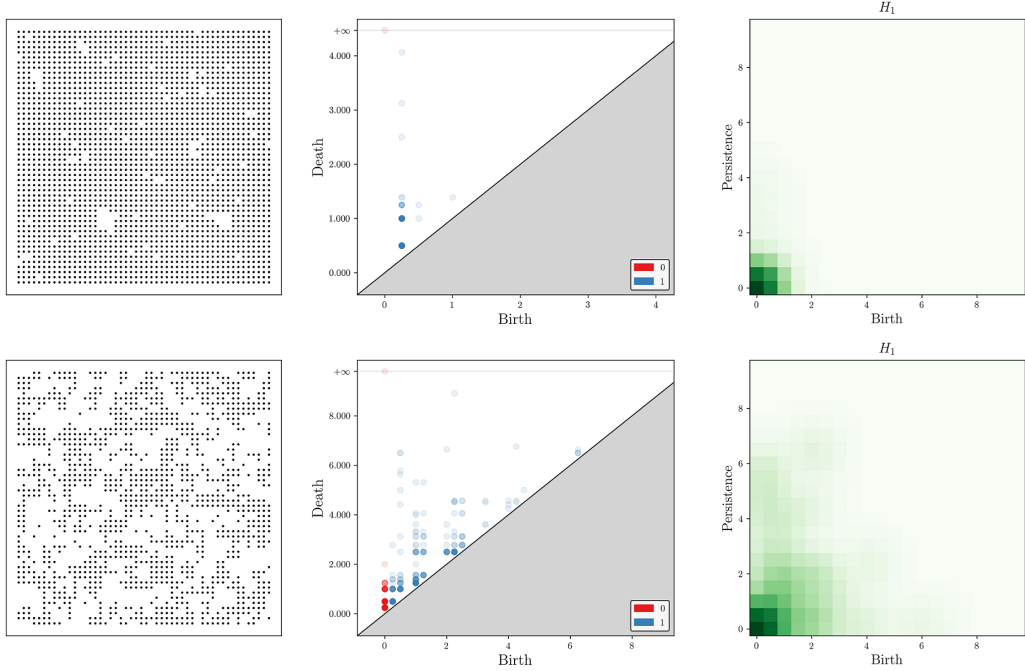 +∞
4.000
3.000
2.000
1.000
0.000
Death
0
1
0 1 2 3 4
Birth
H1
8
6
4
2
0
Persistence
0 2 4 6 8
Birth
+∞
8.000
6.000
4.000
2.000
0.000
Death
0
1
0 2 4 6 8
Birth
H1
8
6
4
2
0
Persistence
0 2 4 6 8
Birth